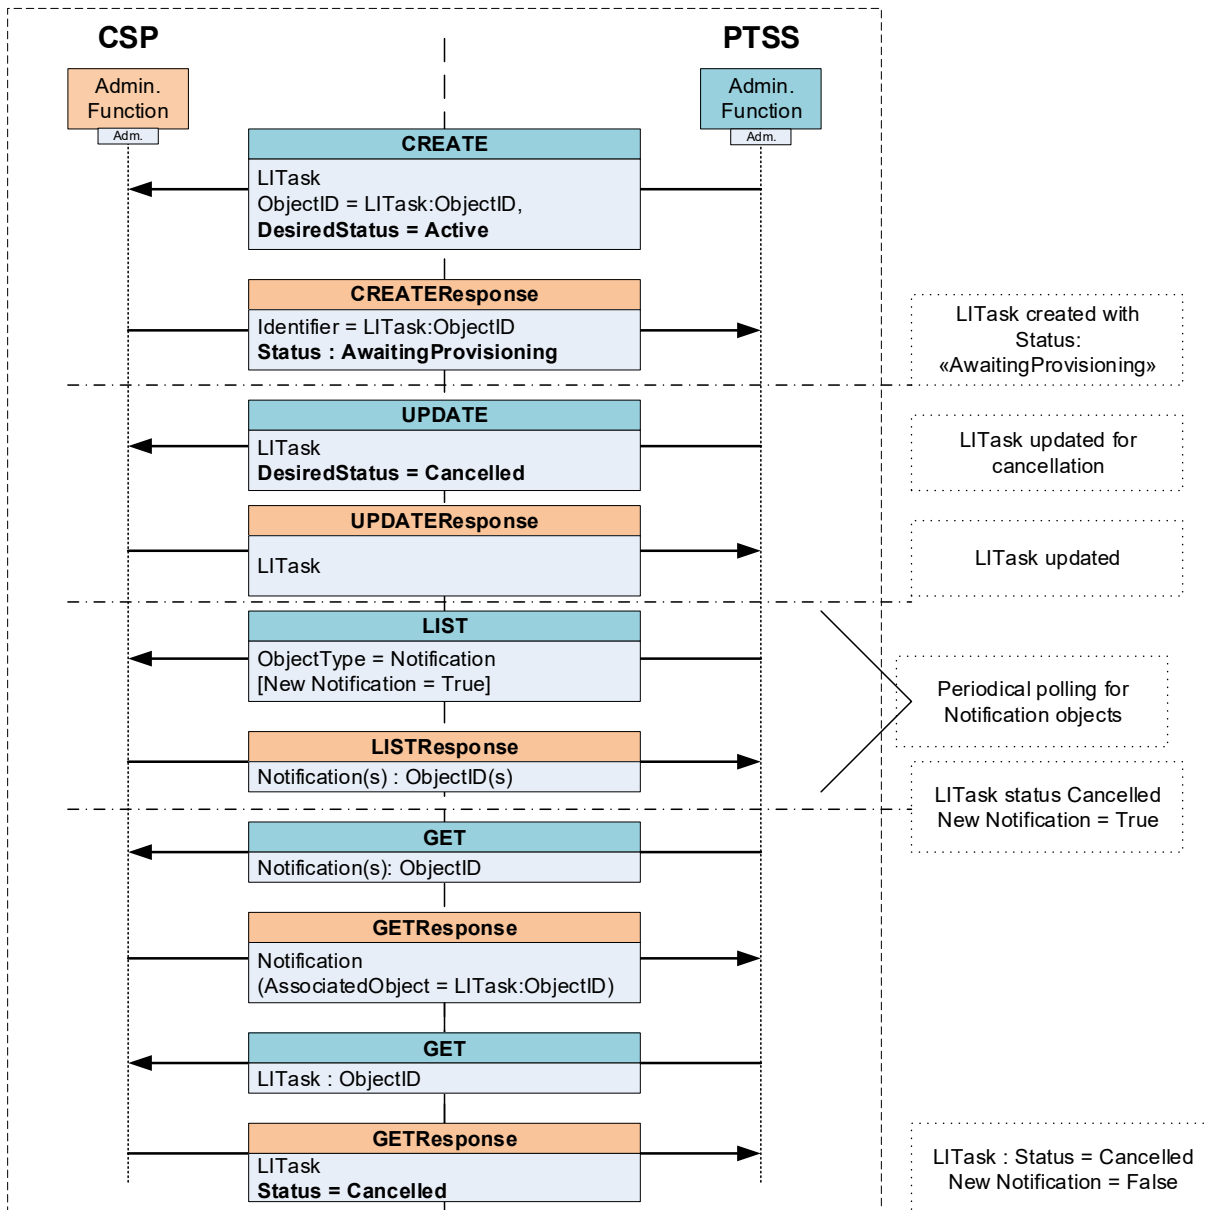 CSP
PTSS
Admin.
Function
Adm.
Admin.
Function
Adm.
CREATE
LITask
ObjectID = LITask:ObjectID,
DesiredStatus = Active
CREATEResponse
Identifier = LITask:ObjectID
Status : AwaitingProvisioning
LITask created with
Status:
«AwaitingProvisioning»
UPDATE
LITask
DesiredStatus = Cancelled
LITask updated for
cancellation
UPDATEResponse
LITask
LITask updated
LIST
ObjectType = Notification
[New Notification = True]
Periodical polling for
Notification objects
LISTResponse
Notification(s) : ObjectID(s)
LITask status Cancelled
New Notification = True
GET
Notification(s): ObjectID
GETResponse
Notification
(AssociatedObject = LITask:ObjectID)
GET
LITask : ObjectID
GETResponse
LITask
Status = Cancelled
LITask : Status = Cancelled
New Notification = False